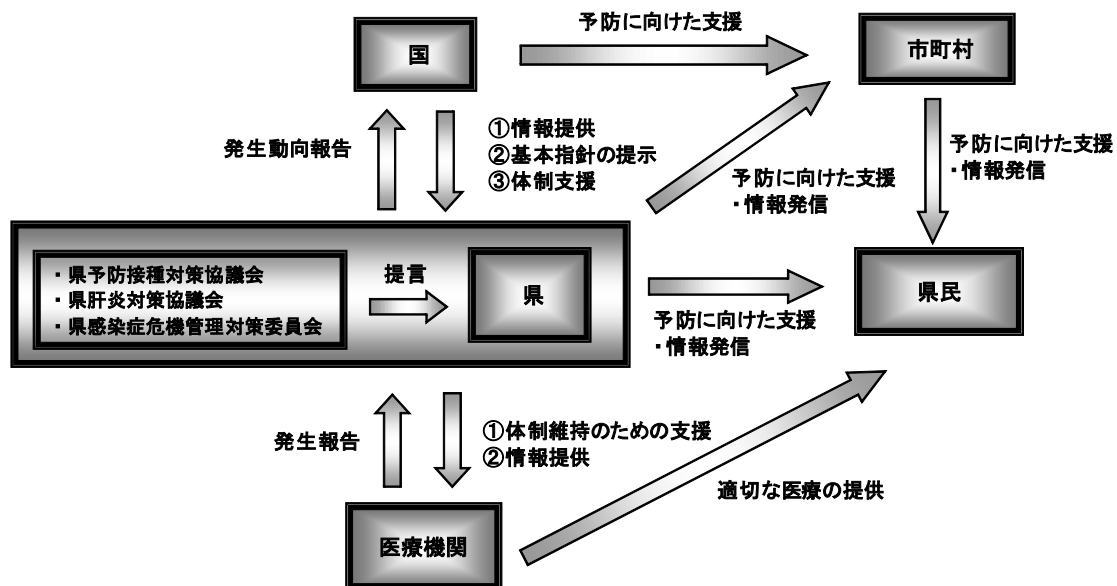 予防に向けた支援
国
市町村
発生動向報告
①情報提供
②基本指針の提示
③体制支援
予防に向けた支援
・情報発信
予防に向けた支援
・情報発信
・県予防接種対策協議会
・県肝炎対策協議会
・県感染症危機管理対策委員会
提言
県
県民
予防に向けた支援
・情報発信
発生報告
①体制維持のための支援
②情報提供
適切な医療の提供
医療機関